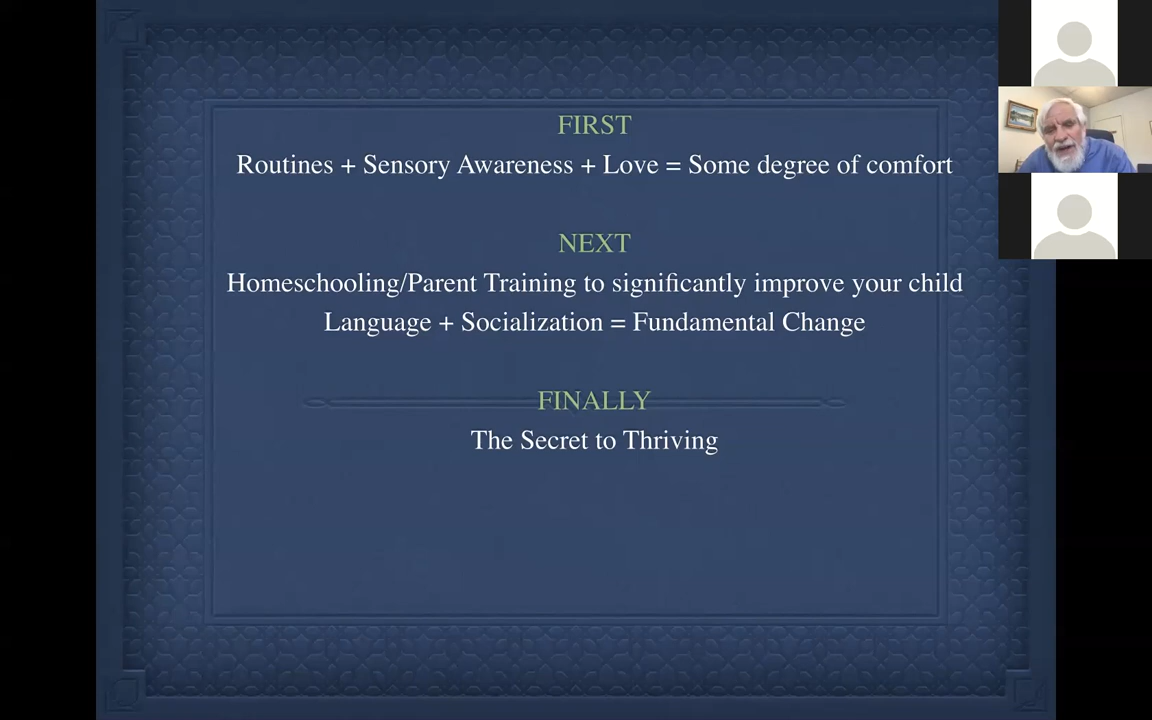 FIRST
Routines + Sensory Awareness + Love = Some degree of comfort
NEXT
Homeschooling/Parent Training to significantly improve your child
Language + Socialization = Fundamental Change
FINALLY
The Secret to Thriving